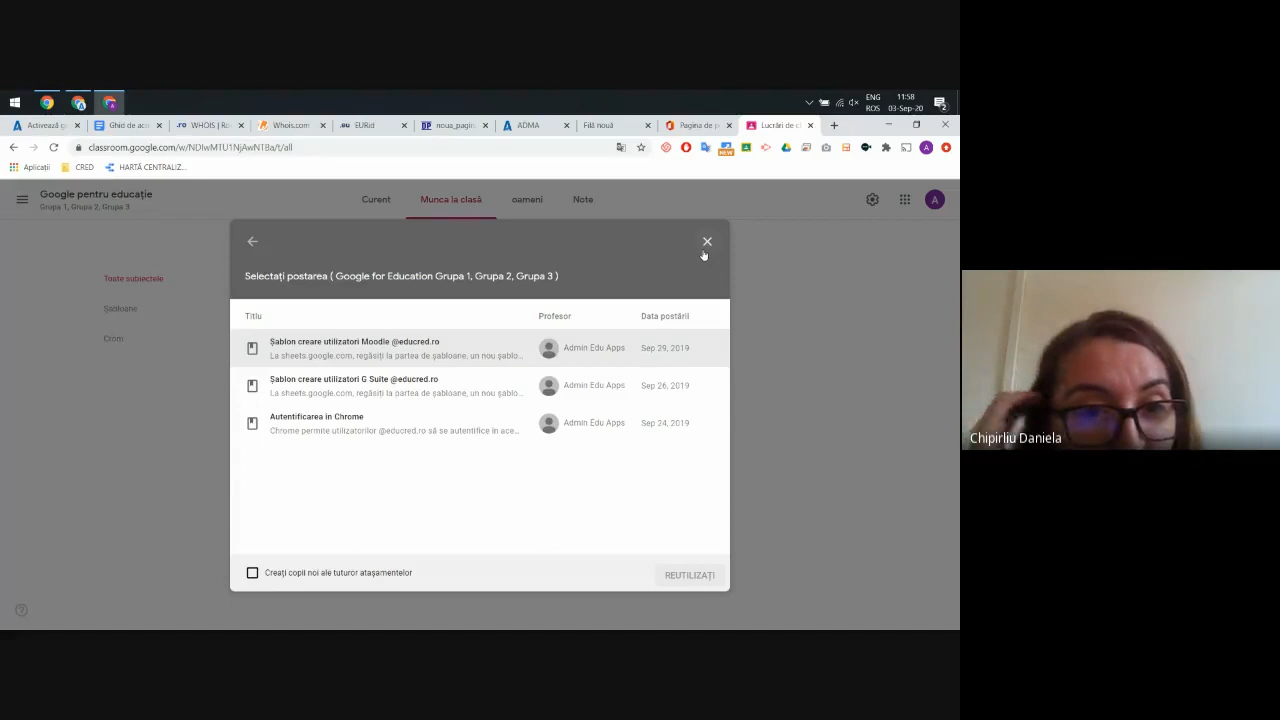 ENG
11:58
ROS
03-Sep-20
2
Activează g
Ghid de aco
.ro
WHOIS | Ro
Whois.com
.eu
EURid
noua_pagin
ADMA
Filă nouă
Pagina de p
Lucrări de c
classroom.google.com/w/NDIwMTU1NjAwNTBa/t/all
NEW
A
Aplicații
CRED
HARTĂ CENTRALIZ...
Google pentru educație
Grupa 1, Grupa 2, Grupa 3
Curent
Munca la clasă
oameni
Note
A
Toate subiectele
Șabloane
Crom
Selectați postarea ( Google for Education Grupa 1, Grupa 2, Grupa 3 )
Titlu
Profesor
Data postării
Șablon creare utilizatori Moodle @educred.ro
La sheets.google.com, regăsiți la partea de șabloane, un nou șablo...
Admin Edu Apps
Sep 29, 2019
Șablon creare utilizatori G Suite @educred.ro
La sheets.google.com, regăsiți la partea de șabloane, un nou șablo...
Admin Edu Apps
Sep 26, 2019
Autentificarea în Chrome
Chrome permite utilizatorilor @educred.ro să se autentifice în ace...
Admin Edu Apps
Sep 24, 2019
Creați copii noi ale tuturor atașamentelor
REUTILIZAȚI
Chipirliu Daniela